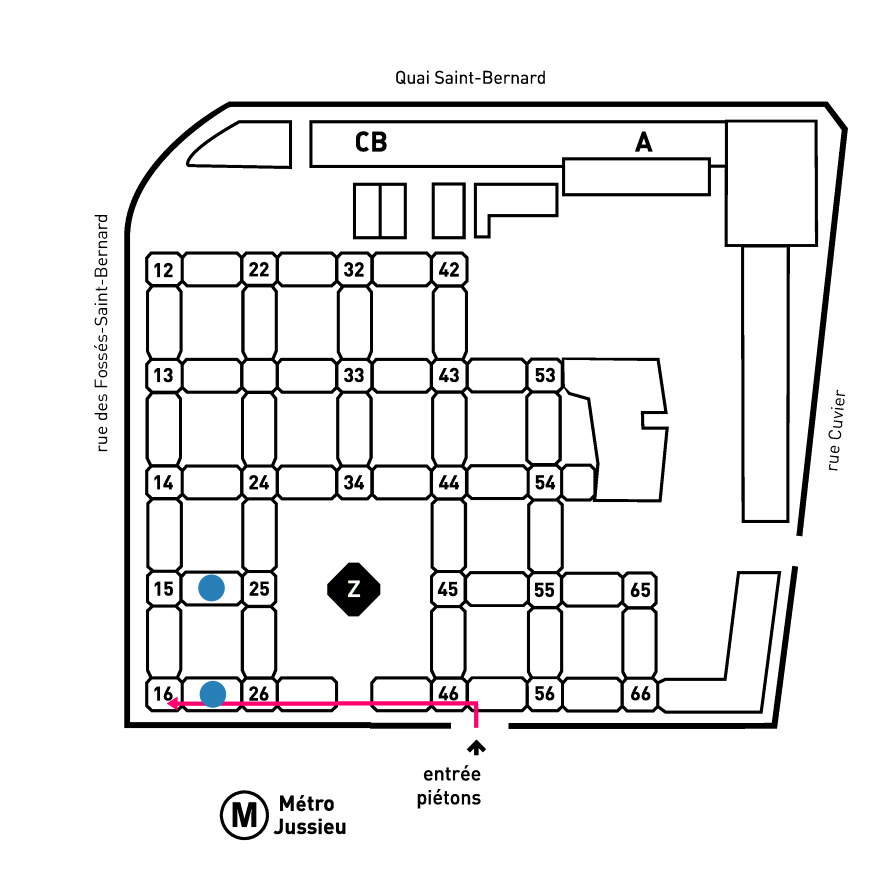 Quai Saint-Bernard
CB
A
rue des Fossés-Saint-Bernard
12
22
32
42
13
33
43
53
rue Cuvier
14
24
34
44
54
15
25
Z
45
55
65
16
26
46
56
66
entrée
piétons
M
Métro
Jussieu